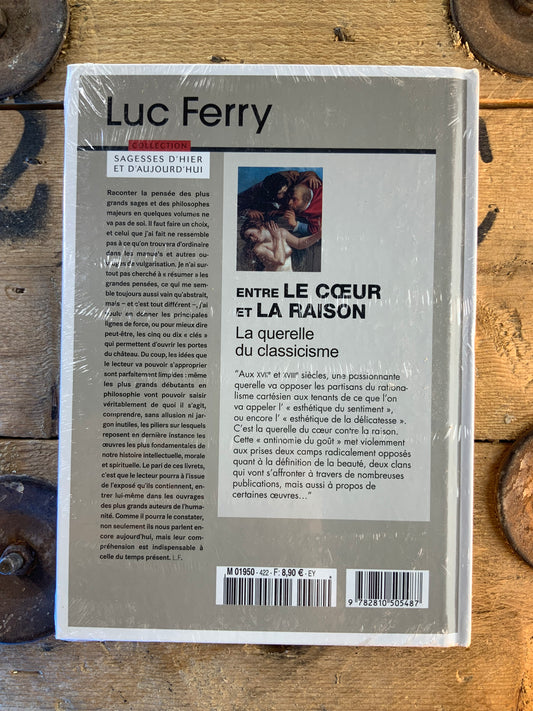 Luc Ferry
COLLECTION
SAGESSES D'HIER
ET D'AUJOURD'HUI
Raconter la pensée des plus
grands sages et des philosophes
majeurs en quelques volumes ne
va pas de soi. Il faut faire un choix,
et celui que j'ai fait ne ressemble
pas à ce qu'on trouvera d'ordinaire
dans les manuels et autres ou-
vrages de vulgarisation. Je n'ai sur-
tout pas cherché à « résumer » les
grandes pensées, ce qui me sem-
ble toujours aussi vain qu'abstrait,
mais – et c'est tout différent –, j'ai
voulu en donner les principales
lignes de force, ou pour mieux dire
peut-être, les cinq ou dix « clés »
qui permettent d'ouvrir les portes
du château. Du coup, les idées que
le lecteur va pouvoir s'approprier
sont parfaitement limpides : même
les plus grands débutants en
philosophie vont pouvoir saisir
véritablement de quoi il s'agit,
comprendre, sans allusion ni jar-
gon inutiles, les piliers sur lesquels
reposent en dernière instance les
œuvres les plus fondamentales de
notre histoire intellectuelle, morale
et spirituelle. Le pari de ces livrets,
c'est que le lecteur pourra à l'issue
de l'exposé qu'ils contiennent, en-
trer lui-même dans les ouvrages
des plus grands auteurs de l'huma-
nité. Comme il pourra le constater,
non seulement ils nous parlent en-
core aujourd'hui, mais leur com-
préhension est indispensable à
celle du temps présent. L.F.
ENTRE LE CŒUR
ET LA RAISON
La querelle
du classicisme
"Aux XVIIe et XVIIIe siècles, une passionnante
querelle va opposer les partisans du rationa-
lisme cartésien aux tenants de ce que l'on
va appeler l' « esthétique du sentiment »,
ou encore l' « esthétique de la délicatesse ».
C'est la querelle du cœur contre la raison.
Cette « antinomie du goût » met violemment
aux prises deux camps radicalement opposés
quant à la définition de la beauté, deux clans
qui vont s'affronter à travers de nombreuses
publications, mais aussi à propos de
certaines œuvres..."
M 01950 - 422 - F: 8,90 € - EY
9 782810 505487